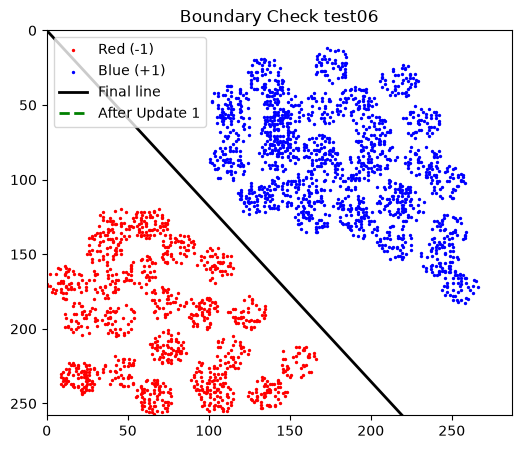 Boundary Check test06
Red (-1)
Blue (+1)
Final line
After Update 1
0
50
100
150
200
250
0
50
100
150
200
250